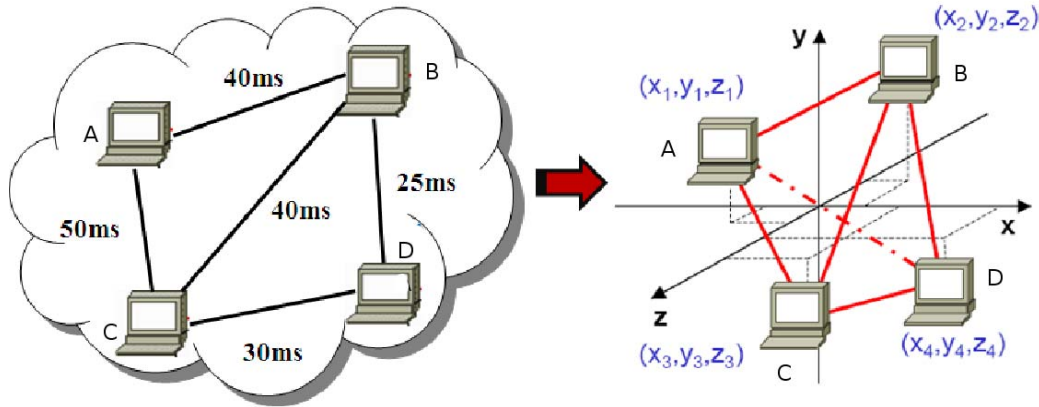 40ms
B
A
50ms
40ms
25ms
D
C
30ms
y
(x₂,y₂,z₂)
B
(x₁,y₁,z₁)
A
x
z
D
(x₃,y₃,z₃)
C
(x₄,y₄,z₄)